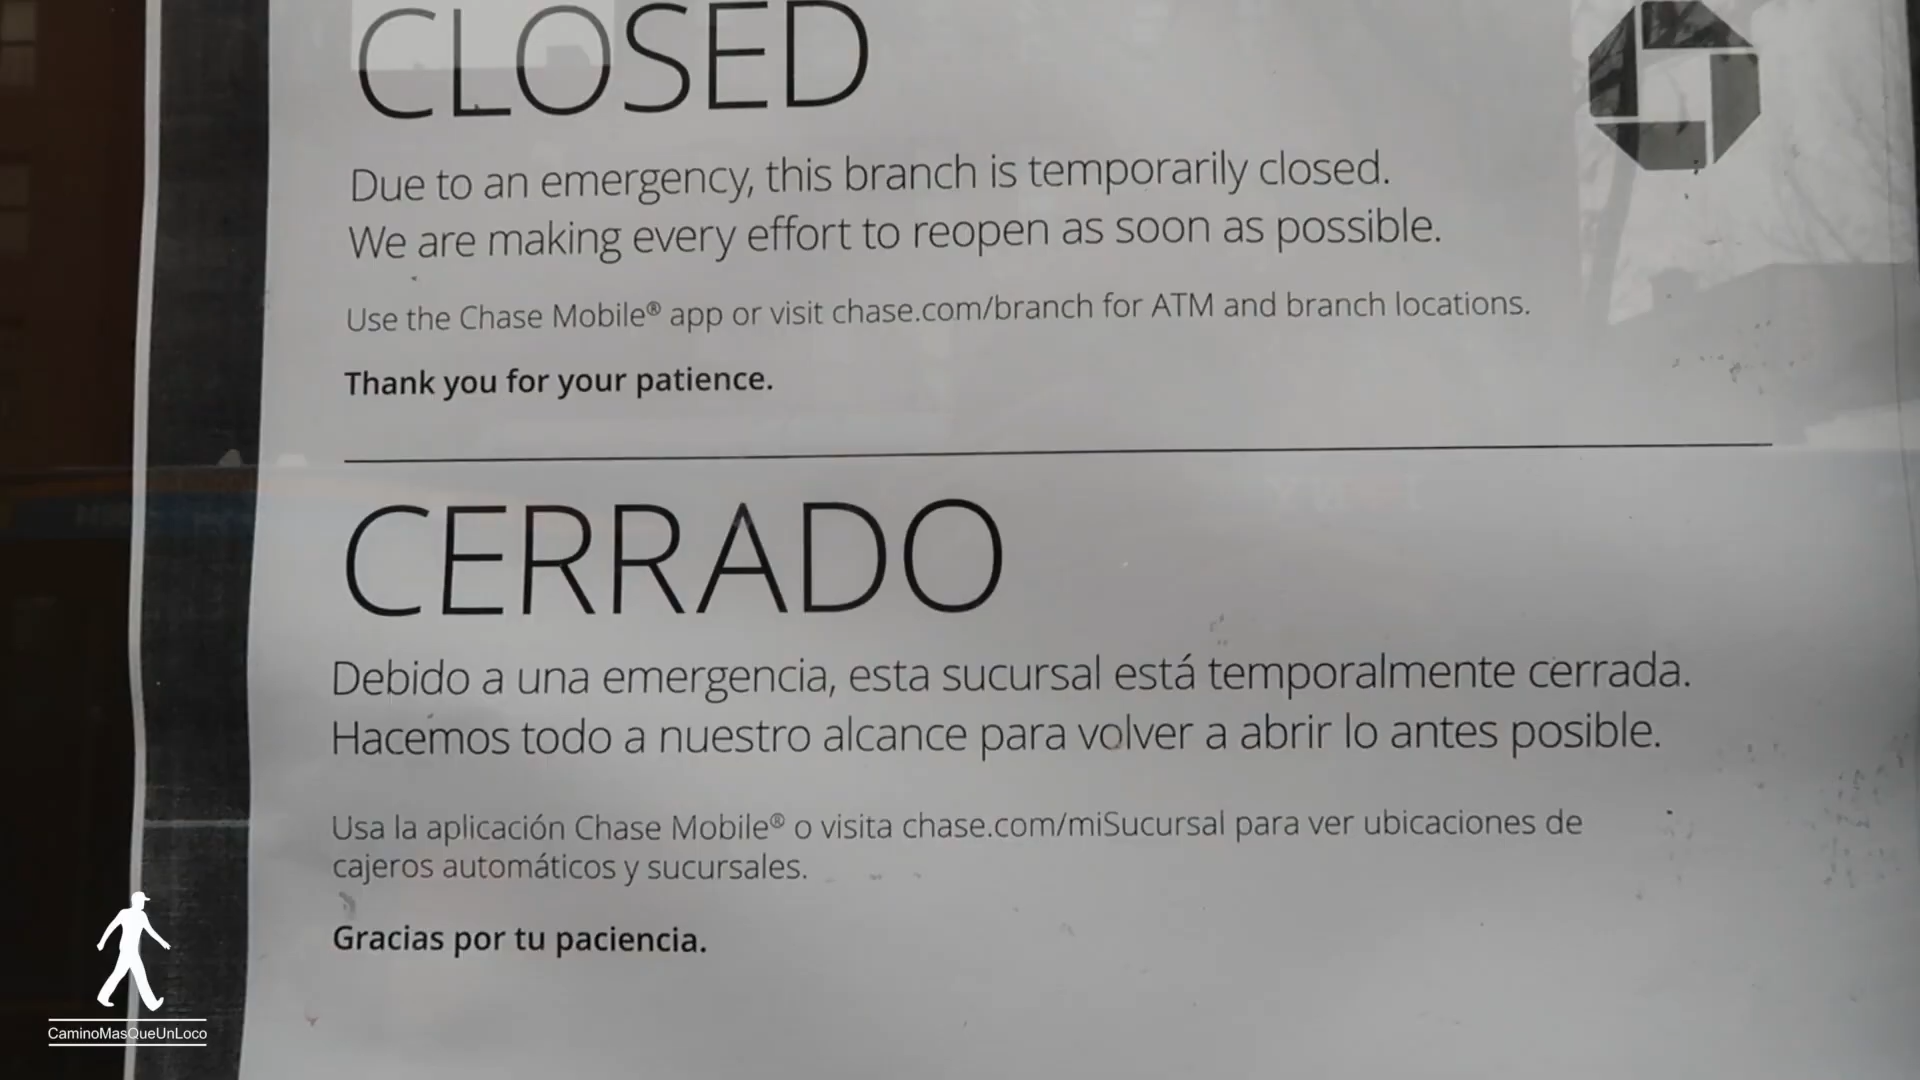 CLOSED
Due to an emergency, this branch is temporarily closed.
We are making every effort to reopen as soon as possible.
Use the Chase Mobile® app or visit chase.com/branch for ATM and branch locations.
Thank you for your patience.
CERRADO
Debido a una emergencia, esta sucursal está temporalmente cerrada.
Hacemos todo a nuestro alcance para volver a abrir lo antes posible.
Usa la aplicación Chase Mobile® o visita chase.com/miSucursal para ver ubicaciones de
cajeros automáticos y sucursales.
Gracias por tu paciencia.
CaminoMasQueUnLoco